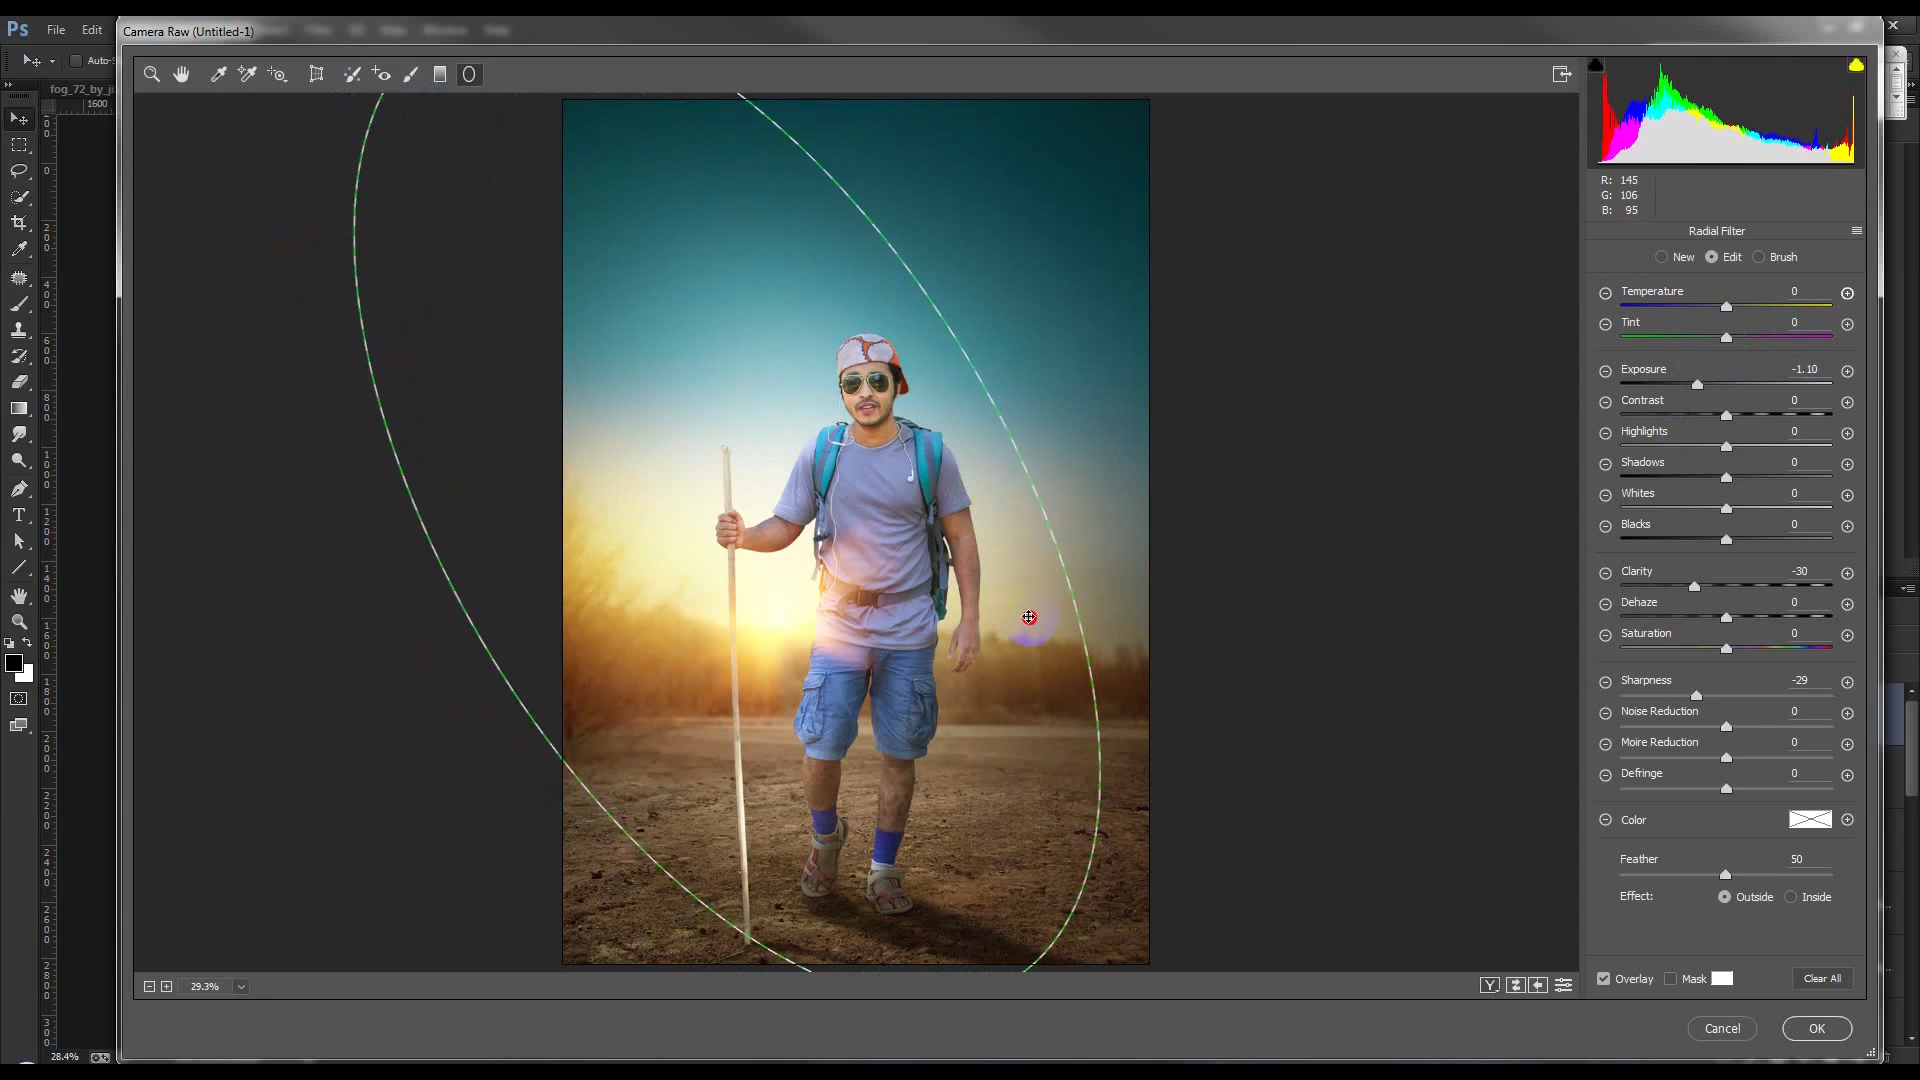 Ps File Edit
Camera Raw (Untitled-1)
Auto-S
fog_72_by_ji
1600
R: 145
G: 106
B: 95
Radial Filter
New Edit Brush
Temperature 0
Tint 0
Exposure -1.10
Contrast 0
Highlights 0
Shadows 0
Whites 0
Blacks 0
Clarity -30
Dehaze 0
Saturation 0
Sharpness -29
Noise Reduction 0
Moire Reduction 0
Defringe 0
Color
Feather 50
Effect: Outside Inside
29.3%
Y
Overlay Mask Clear All
Cancel OK
28.4%